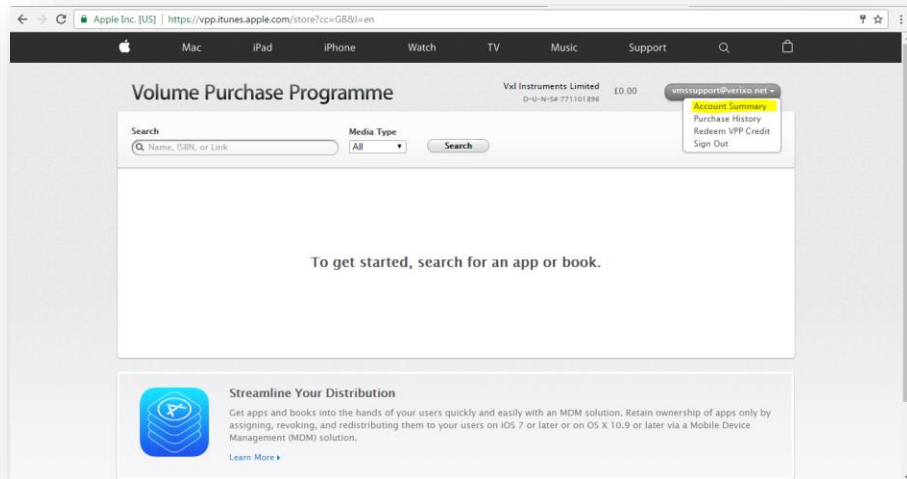 Apple Inc. [US] | https://vpp.itunes.apple.com/store?cc=GB&l=en
Mac iPad iPhone Watch TV Music Support
Volume Purchase Programme
Vxl Instruments Limited
D-U-N-S# 771101896
£0.00
vmssupport@verixo.net
Account Summary
Purchase History
Redeem VPP Credit
Sign Out
Search
Name, ISBN, or Link
Media Type
All
Search
To get started, search for an app or book.
Streamline Your Distribution
Get apps and books into the hands of your users quickly and easily with an MDM solution. Retain ownership of apps only by
assigning, revoking, and redistributing them to your users on iOS 7 or later or on OS X 10.9 or later via a Mobile Device
Management (MDM) solution.
Learn More